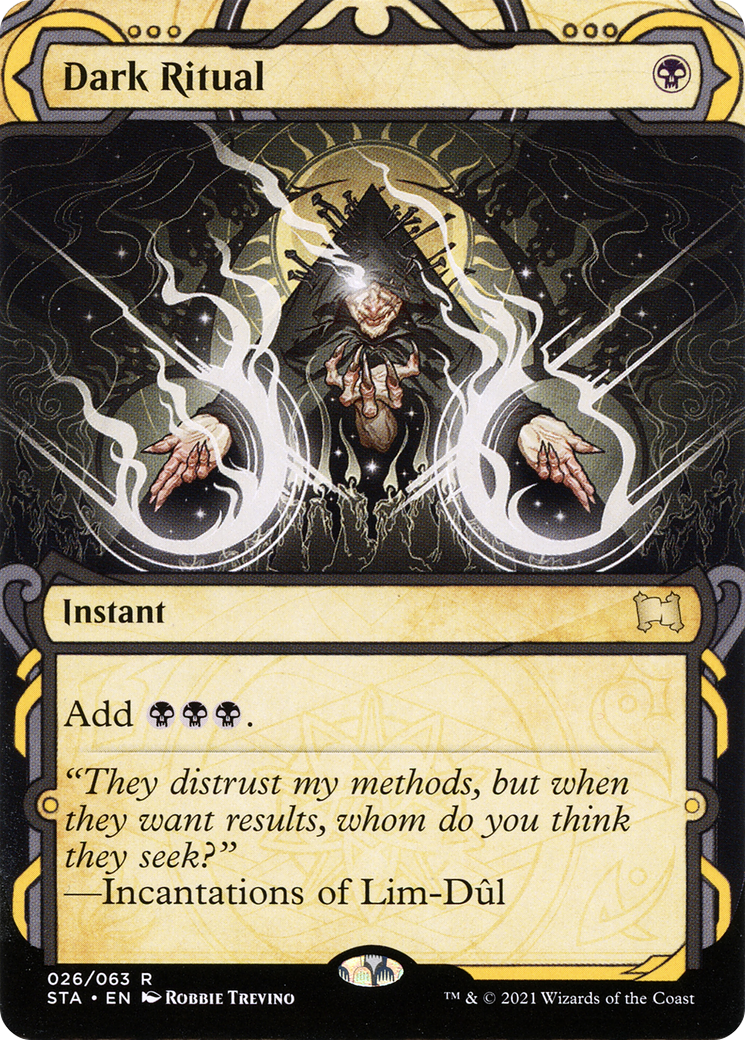 Dark Ritual
Instant
Add .
“They distrust my methods, but when
they want results, whom do you think
they seek?”
—Incantations of Lim-Dûl
026/063 R
STA • EN Robbie Trevino
™ & © 2021 Wizards of the Coast